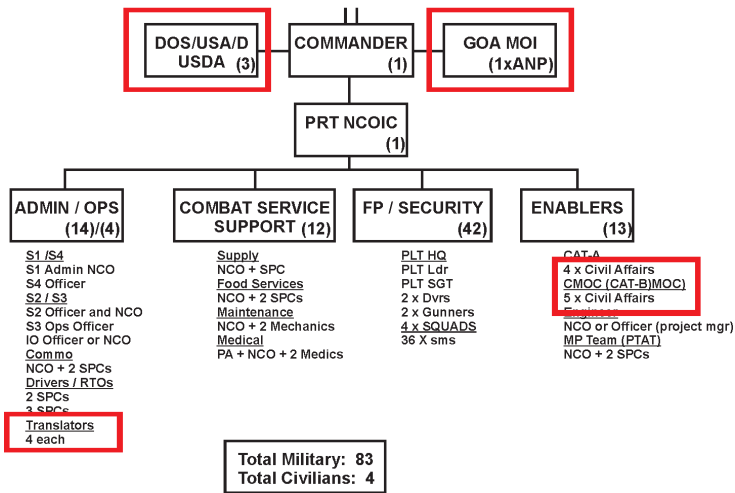 DOS/USA/D
USDA
(3)
COMMANDER
(1)
GOA MOI
(1xANP)
PRT NCOIC
(1)
ADMIN / OPS
(14)/(4)
S1 /S4
S1 Admin NCO
S4 Officer
S2 / S3
S2 Officer and NCO
S3 Ops Officer
IO Officer or NCO
Commo
NCO + 2 SPCs
Drivers / RTOs
2 SPCs
3 SPCs
Translators
4 each
COMBAT SERVICE
SUPPORT (12)
Supply
NCO + SPC
Food Services
NCO + 2 SPCs
Maintenance
NCO + 2 Mechanics
Medical
PA + NCO + 2 Medics
FP / SECURITY
(42)
PLT HQ
PLT Ldr
PLT SGT
2 x Dvrs
2 x Gunners
4 x SQUADS
36 X sms
ENABLERS
(13)
CAT-A
4 x Civil Affairs
CMOC (CAT-B)MOC)
5 x Civil Affairs
Engineer
NCO or Officer (project mgr)
MP Team (PTAT)
NCO + 2 SPCs
Total Military: 83
Total Civilians: 4